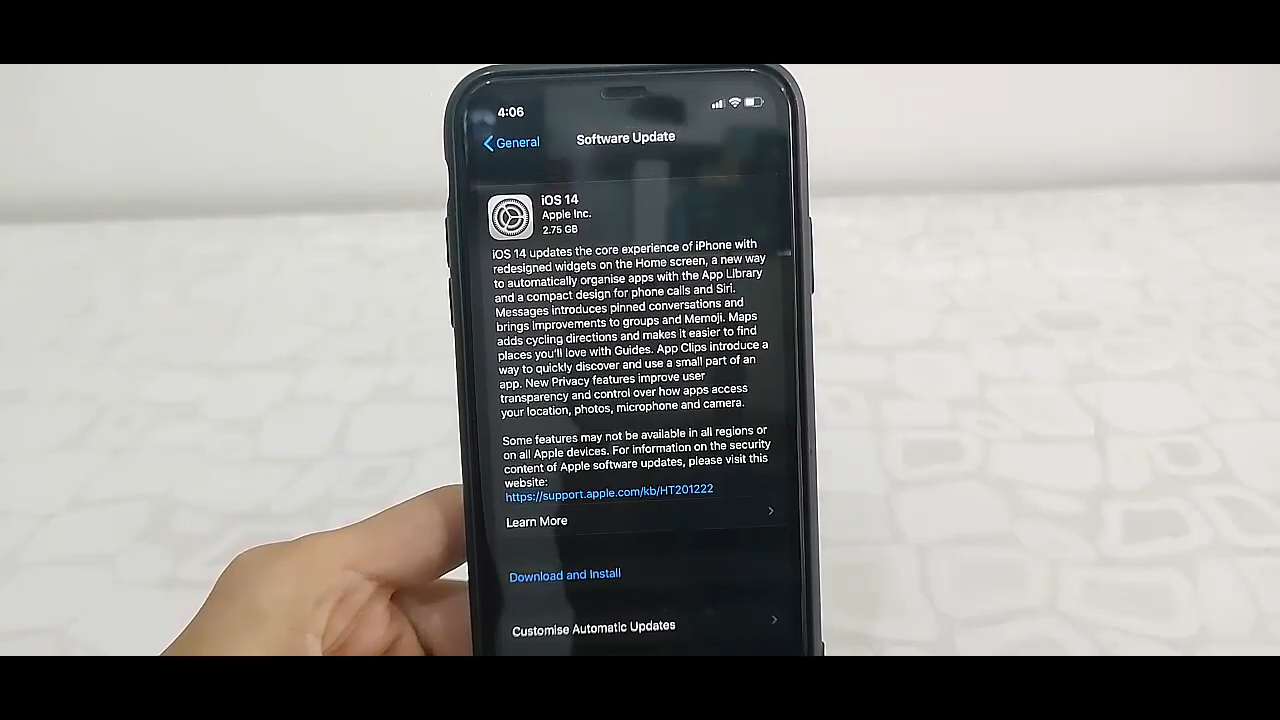 4:06
General
Software Update
iOS 14
Apple Inc.
2.75 GB
iOS 14 updates the core experience of iPhone with
redesigned widgets on the Home screen, a new way
to automatically organise apps with the App Library
and a compact design for phone calls and Siri.
Messages introduces pinned conversations and
brings improvements to groups and Memoji. Maps
adds cycling directions and makes it easier to find
places you'll love with Guides. App Clips introduce a
way to quickly discover and use a small part of an
app. New Privacy features improve user
transparency and control over how apps access
your location, photos, microphone and camera.
Some features may not be available in all regions or
on all Apple devices. For information on the security
content of Apple software updates, please visit this
website:
https://support.apple.com/kb/HT201222
Learn More
Download and Install
Customise Automatic Updates